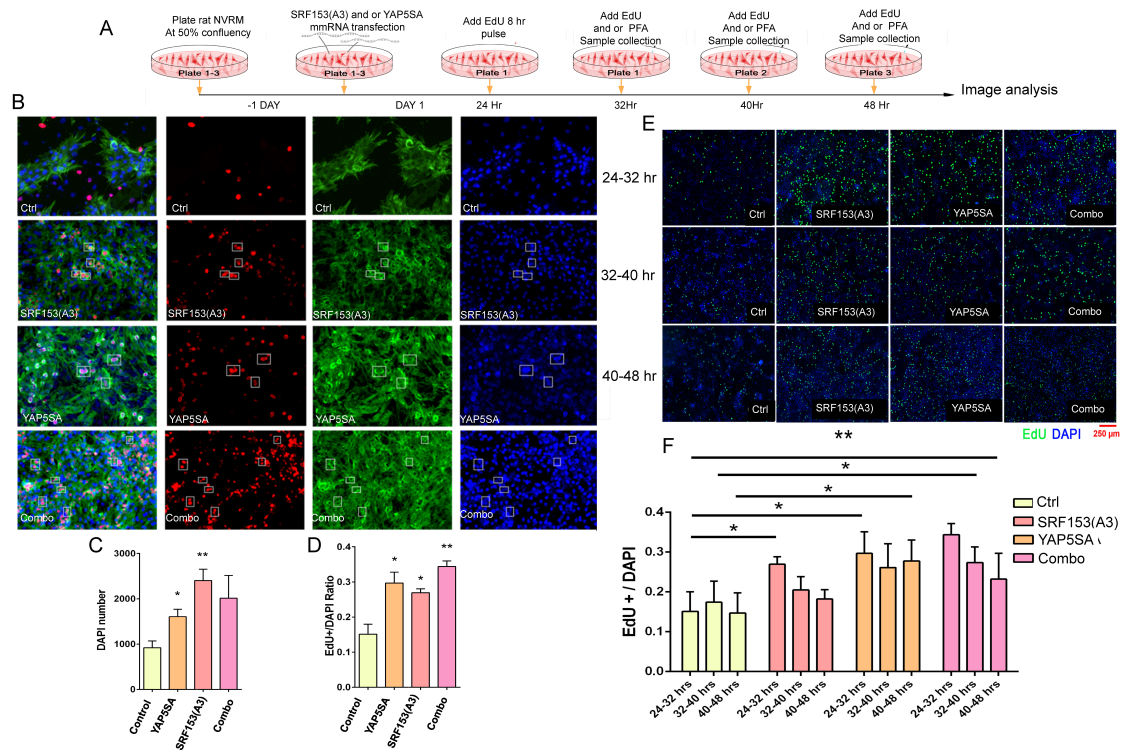 A
Plate rat NVRM
At 50% confluency
SRF153(A3) and or YAP5SA
mmRNA transfection
Add EdU 8 hr
pulse
Add EdU
and or PFA
Sample collection
Add EdU
And or PFA
Sample collection
Add EdU
And or PFA
Sample collection
Plate 1-3
Plate 1-3
Plate 1
Plate 1
Plate 2
Plate 3
Image analysis
-1 DAY
DAY 1
24 Hr
32Hr
40Hr
48 Hr
B
Ctrl
Ctrl
Ctrl
Ctrl
SRF153(A3)
SRF153(A3)
SRF153(A3)
SRF153(A3)
YAP5SA
YAP5SA
YAP5SA
YAP5SA
Combo
Combo
Combo
Combo
E
24-32 hr
Ctrl
SRF153(A3)
YAP5SA
Combo
32-40 hr
Ctrl
SRF153(A3)
YAP5SA
Combo
40-48 hr
Ctrl
SRF153(A3)
YAP5SA
Combo
EdU DAPI
250 µm
C
DAPI number
3000
2000
1000
0
*
**
Control
YAP5SA
SRF153(A3)
Combo
D
EdU+/DAPI Ratio
0.4
0.3
0.2
0.1
0.0
*
*
**
Control
YAP5SA
SRF153(A3)
Combo
F
**
*
*
*
*
Ctrl
SRF153(A3)
YAP5SA
Combo
EdU + / DAPI
0.4
0.3
0.1
0.0
24-32 hrs
32-40 hrs
40-48 hrs
24-32 hrs
32-40 hrs
40-48 hrs
24-32 hrs
32-40 hrs
40-48 hrs
24-32 hrs
32-40 hrs
40-48 hrs